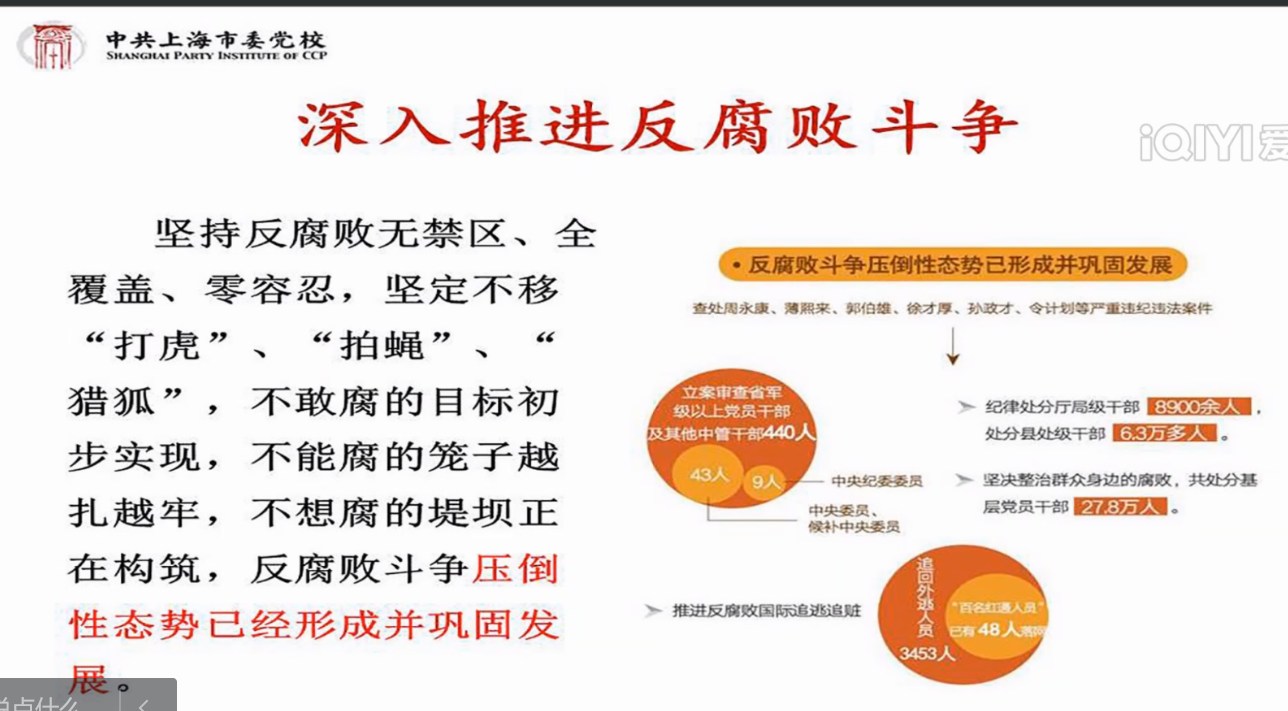 中共上海市委党校
SHANGHAI PARTY INSTITUTE OF CCP
深入推进反腐败斗争
iQIYI爱
坚持反腐败无禁区、全
覆盖、零容忍，坚定不移
“打虎”、“拍蝇”、“
猎狐”，不敢腐的目标初
步实现，不能腐的笼子越
扎越牢，不想腐的堤坝正
在构筑，反腐败斗争压倒
性态势已经形成并巩固发
展。
•反腐败斗争压倒性态势已形成并巩固发展
查处周永康、薄熙来、郭伯雄、徐才厚、孙政才、令计划等严重违纪违法案件
立案审查省军
级以上党员干部
及其他中管干部440人
43人
9人
中央纪委委员
中央委员、
候补中央委员
纪律处分厅局级干部 8900余人，
处分县处级干部 6.3万多人。
坚决整治群众身边的腐败，共处分基
层党员干部 27.8万人。
推进反腐败国际追逃追赃
追回外逃人员
3453人
“百名红通人员”
已有48人落网
说点什么